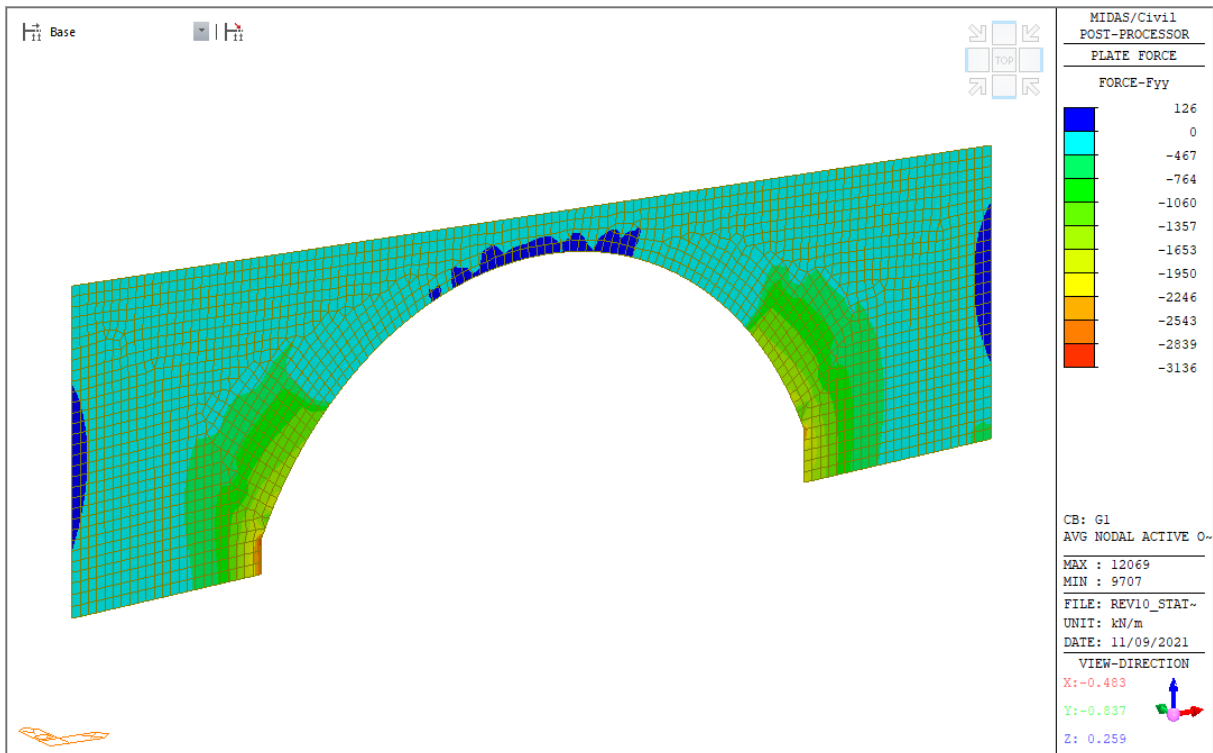 Base
TOP
MIDAS/Civil
POST-PROCESSOR
PLATE FORCE
FORCE-Fyy
126
0
-467
-764
-1060
-1357
-1653
-1950
-2246
-2543
-2839
-3136
CB: G1
AVG NODAL ACTIVE O~
MAX : 12069
MIN : 9707
FILE: REV10_STAT~
UNIT: kN/m
DATE: 11/09/2021
VIEW-DIRECTION
X:-0.483
Y:-0.837
Z: 0.259